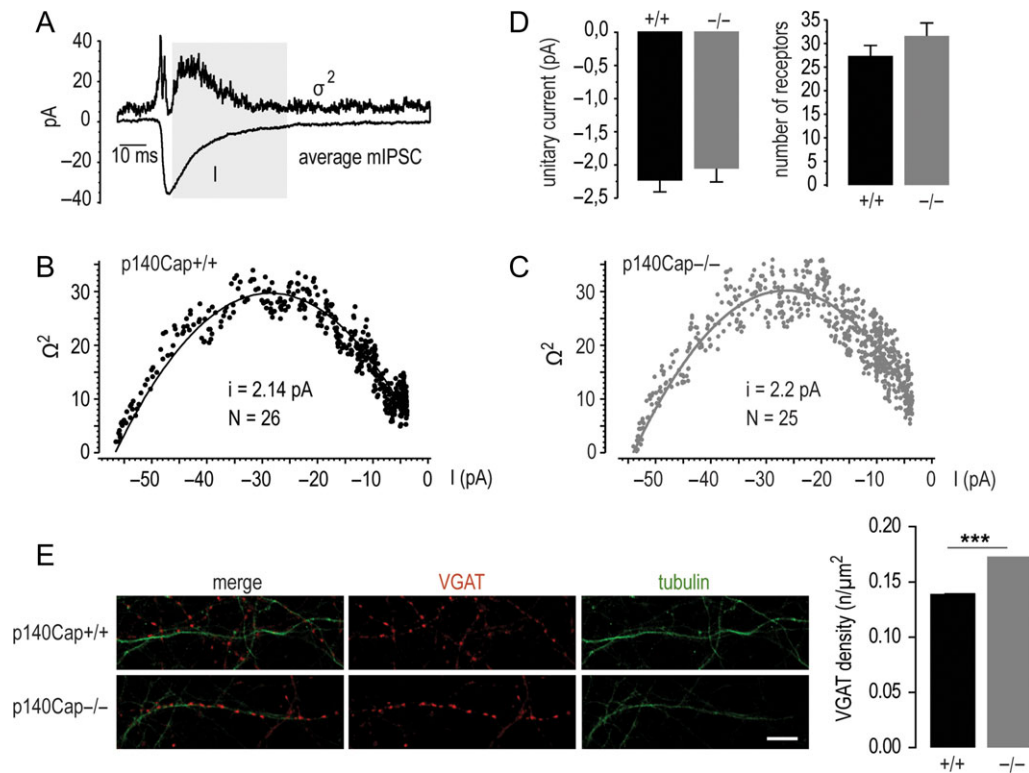 A
40
20
0
0
−20
−40
pA
10 ms
σ2
I
average mIPSC
D
+/+
−/−
0,0
−0,5
−1,0
−1,5
−2,0
−2,5
unitary current (pA)
35
30
25
20
15
10
5
0
number of receptors
+/+
−/−
B
p140Cap+/+
30
20
10
0
Ω2
i = 2.14 pA
N = 26
−50
−40
−30
−20
−10
0
I (pA)
C
p140Cap−/−
30
20
10
0
Ω2
i = 2.2 pA
N = 25
−50
−40
−30
−20
−10
0
I (pA)
E
merge
VGAT
tubulin
p140Cap+/+
p140Cap−/−
0.20
0.15
0.10
0.05
0.00
VGAT density (n/µm2)
***
+/+
−/−